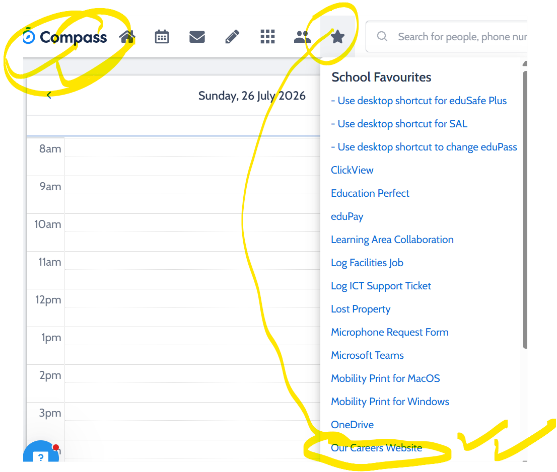 Compass
Search for people, phone nur
School Favourites
Sunday, 26 July 2026
- Use desktop shortcut for eduSafe Plus
- Use desktop shortcut for SAL
- Use desktop shortcut to change eduPass
8am
ClickView
9am
Education Perfect
eduPay
10am
Learning Area Collaboration
11am
Log Facilities Job
Log ICT Support Ticket
12pm
Lost Property
Microphone Request Form
1pm
Microsoft Teams
2pm
Mobility Print for MacOS
Mobility Print for Windows
3pm
OneDrive
Our Careers Website
?